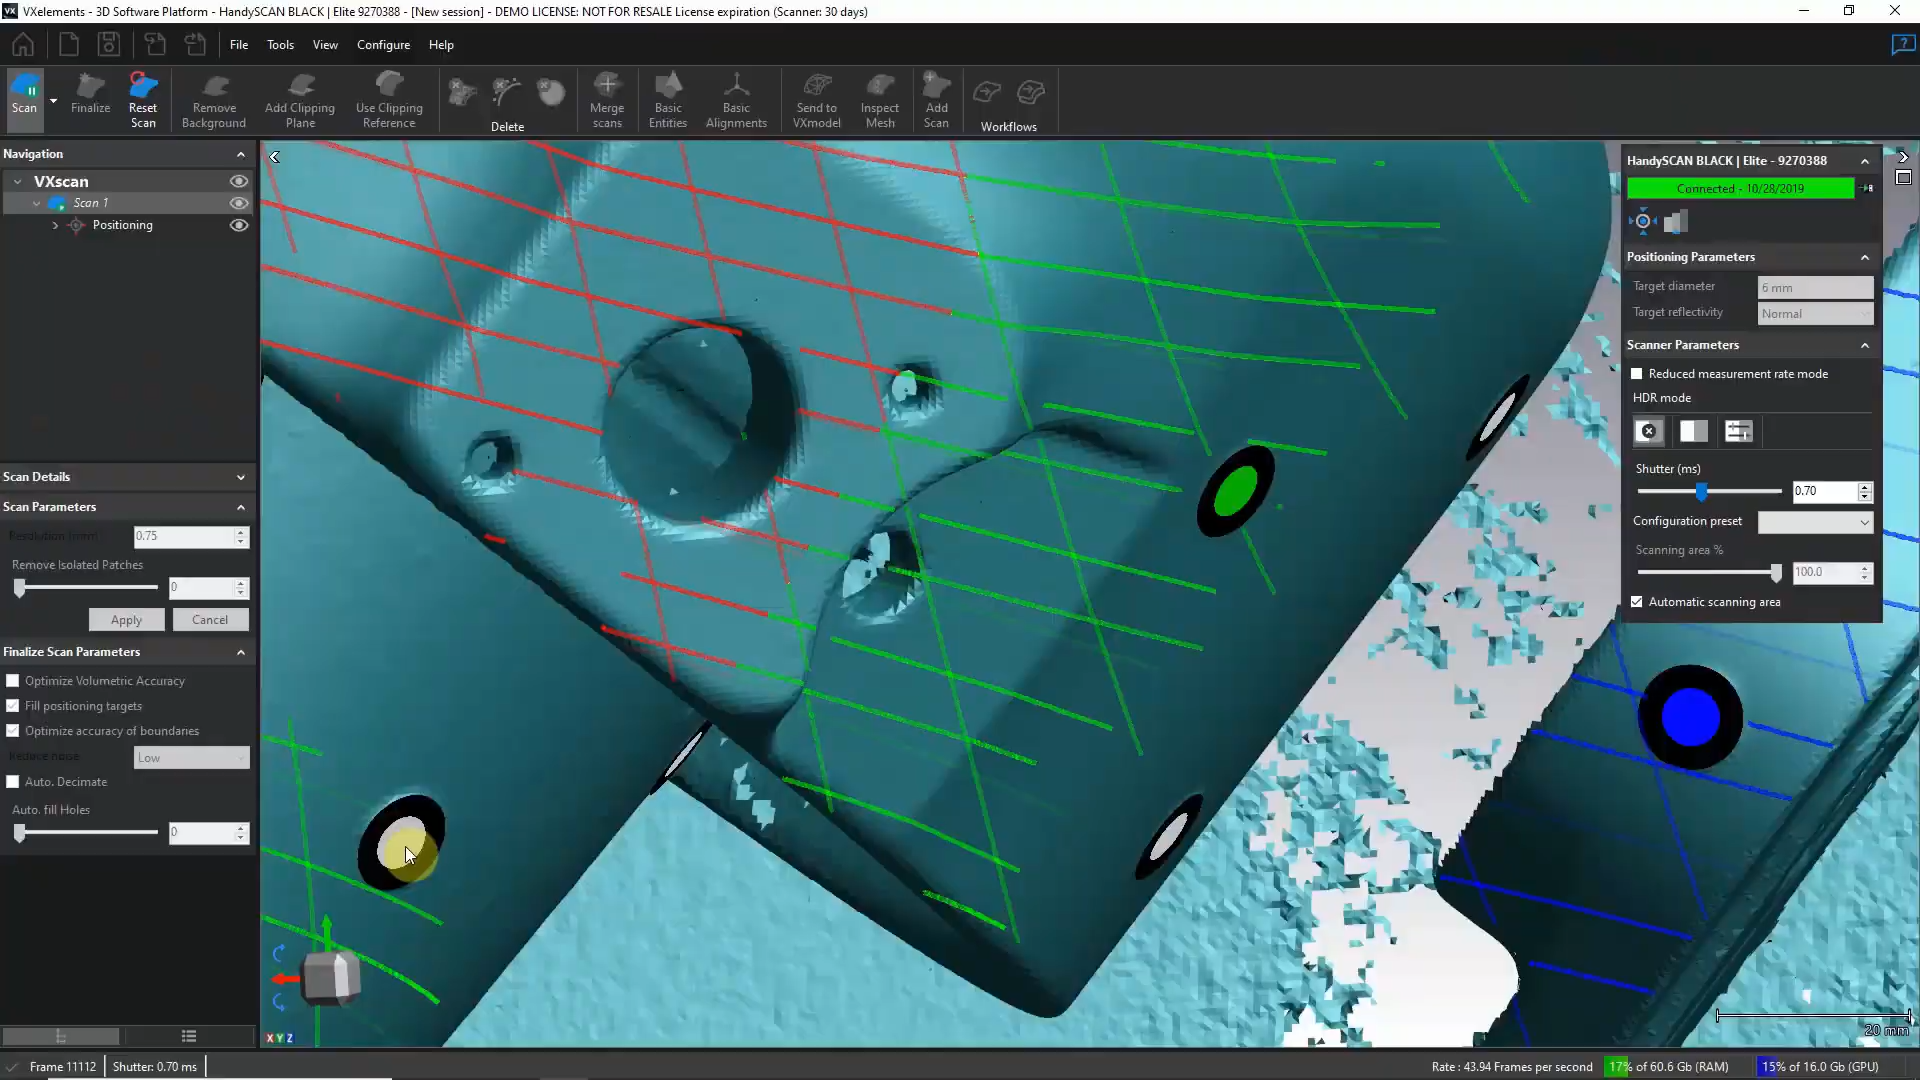 VXelements - 3D Software Platform - HandySCAN BLACK | Elite 9270388 - [New session] - DEMO LICENSE: NOT FOR RESALE License expiration (Scanner: 30 days)
File Tools View Configure Help
Scan
Finalize
Reset Scan
Remove Background
Add Clipping Plane
Use Clipping Reference
Delete
Merge scans
Basic Entities
Basic Alignments
Send to VXmodel
Inspect Mesh
Add Scan
Workflows
Navigation
VXscan
Scan 1
Positioning
Scan Details
Scan Parameters
Resolution (mm) 0.75
Remove Isolated Patches
0
Apply Cancel
Finalize Scan Parameters
Optimize Volumetric Accuracy
Fill positioning targets
Optimize accuracy of boundaries
Reduce noise Low
Auto. Decimate
Auto. fill Holes
0
HandySCAN BLACK | Elite - 9270388
Connected - 10/28/2019
Positioning Parameters
Target diameter 6 mm
Target reflectivity Normal
Scanner Parameters
Reduced measurement rate mode
HDR mode
Shutter (ms)
0.70
Configuration preset
Scanning area %
100.0
Automatic scanning area
20 mm
X Y Z
Frame 11112 Shutter: 0.70 ms
Rate : 43.94 Frames per second 17% of 60.6 Gb (RAM) 15% of 16.0 Gb (GPU)